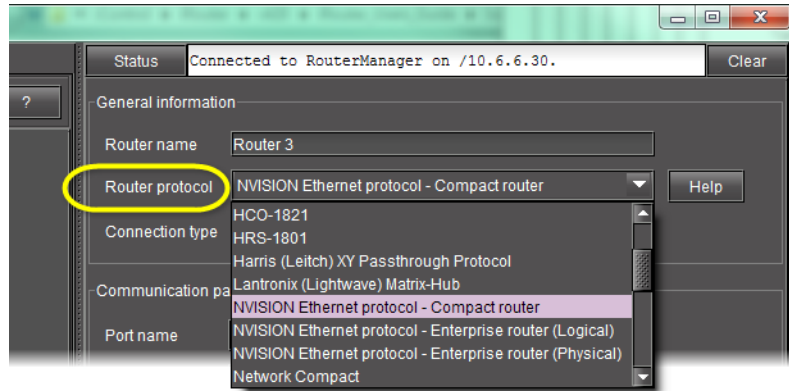 Status Connected to RouterManager on /10.6.6.30. Clear
?
General information
Router name Router 3
Router protocol NVISION Ethernet protocol - Compact router Help
HCO-1821
Connection type
HRS-1801
Harris (Leitch) XY Passthrough Protocol
Lantronix (Lightwave) Matrix-Hub
Communication pa
NVISION Ethernet protocol - Compact router
Port name
NVISION Ethernet protocol - Enterprise router (Logical)
NVISION Ethernet protocol - Enterprise router (Physical)
Network Compact